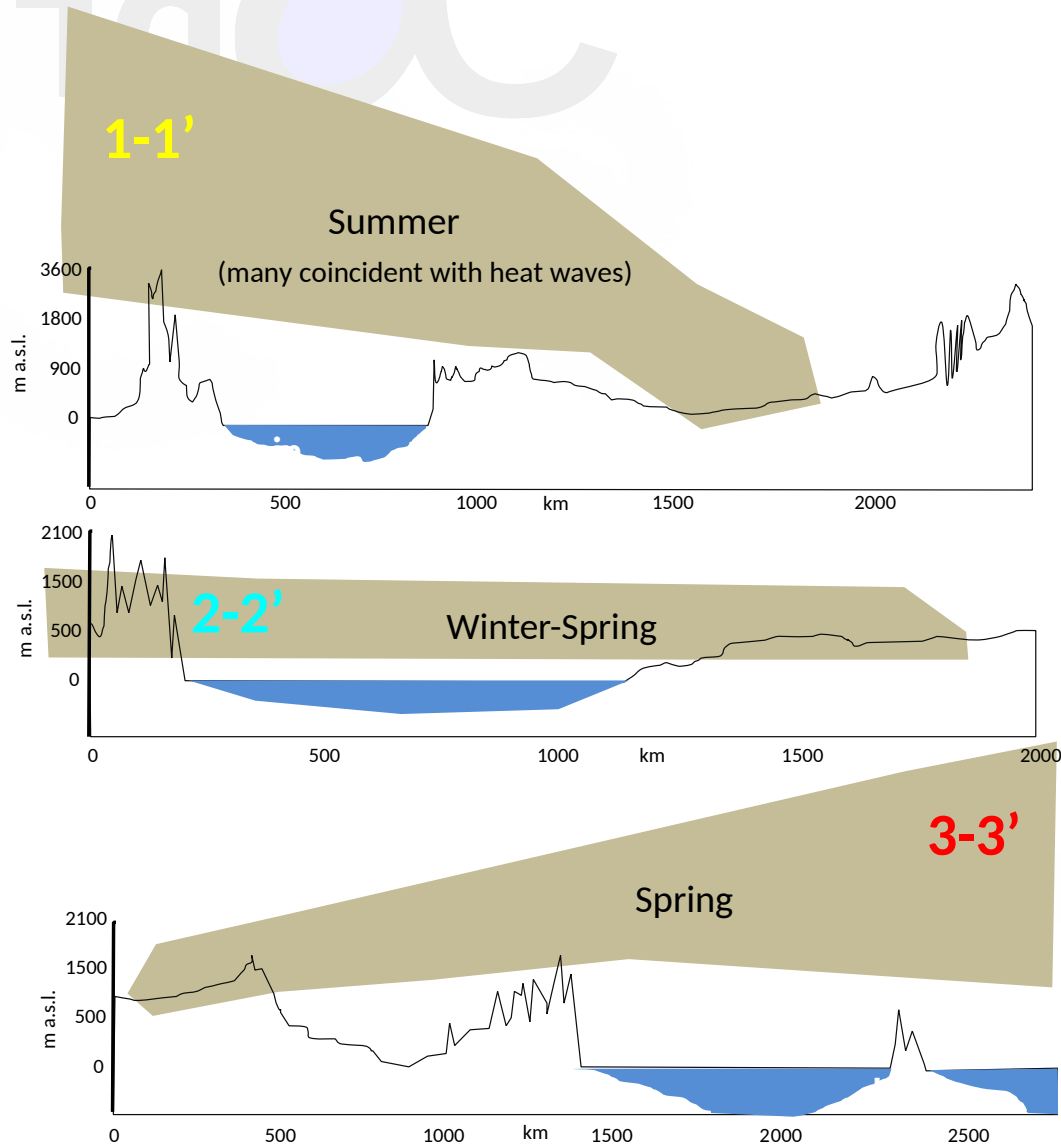 1-1’
Summer
(many coincident with heat waves)
3600
1800
900
0
m a.s.l.
0 500 1000 km 1500 2000
2100
1500
500
0
m a.s.l.
2-2’
Winter-Spring
0 500 1000 km 1500 2000
3-3’
Spring
2100
1500
500
0
m a.s.l.
0 500 1000 km 1500 2000 2500